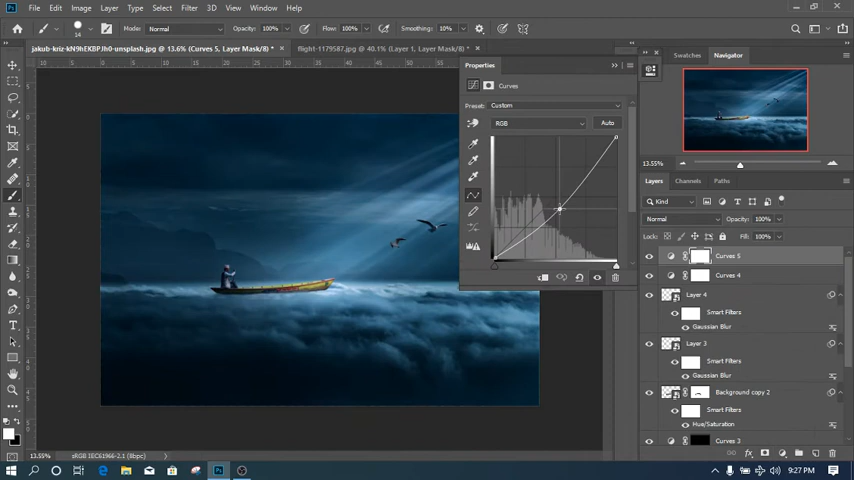 File Edit Image Layer Type Select Filter 3D View Window Help
14 Mode: Normal Opacity: 100% Flow: 100% Smoothing: 10%
jakub-kriz-kN9hEKBPJh0-unsplash.jpg @ 13.6% (Curves 5, Layer Mask/8) * × flight-1179587.jpg @ 40.1% (Layer 1, Layer Mask/8) * ×
Properties
Curves
Preset: Custom
RGB Auto
Swatches Navigator
13.55%
Layers Channels Paths
Kind
Normal Opacity: 100%
Lock: Fill: 100%
Curves 5
Curves 4
Layer 4
Smart Filters
Gaussian Blur
Layer 3
Smart Filters
Gaussian Blur
Background copy 2
Smart Filters
Hue/Saturation
Curves 3
13.55% sRGB IEC61966-2.1 (8bpc)
9:27 PM